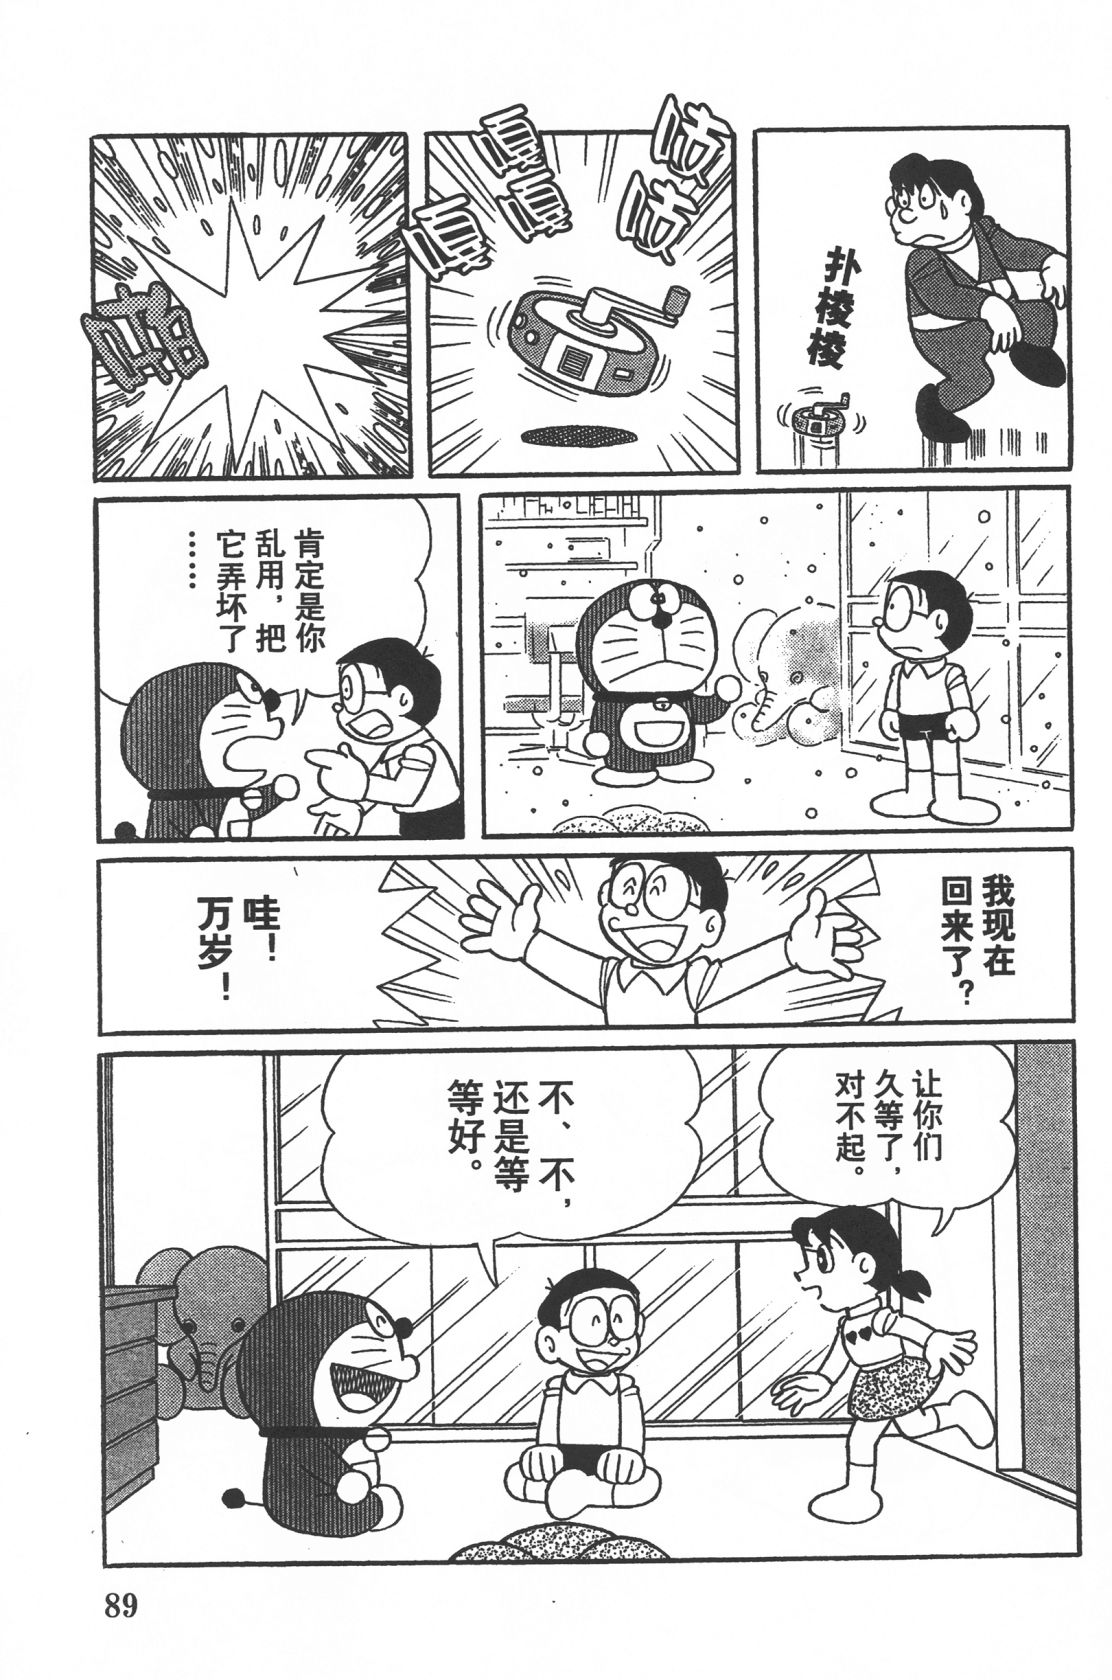 扑棱棱
吱吱
嘎嘎嘎
肯定是你
乱用，把
它弄坏了
……
我现在
回来了？
哇！
万岁！
让你们
久等了，
对不起。
不、不，
还是等
等好。
89